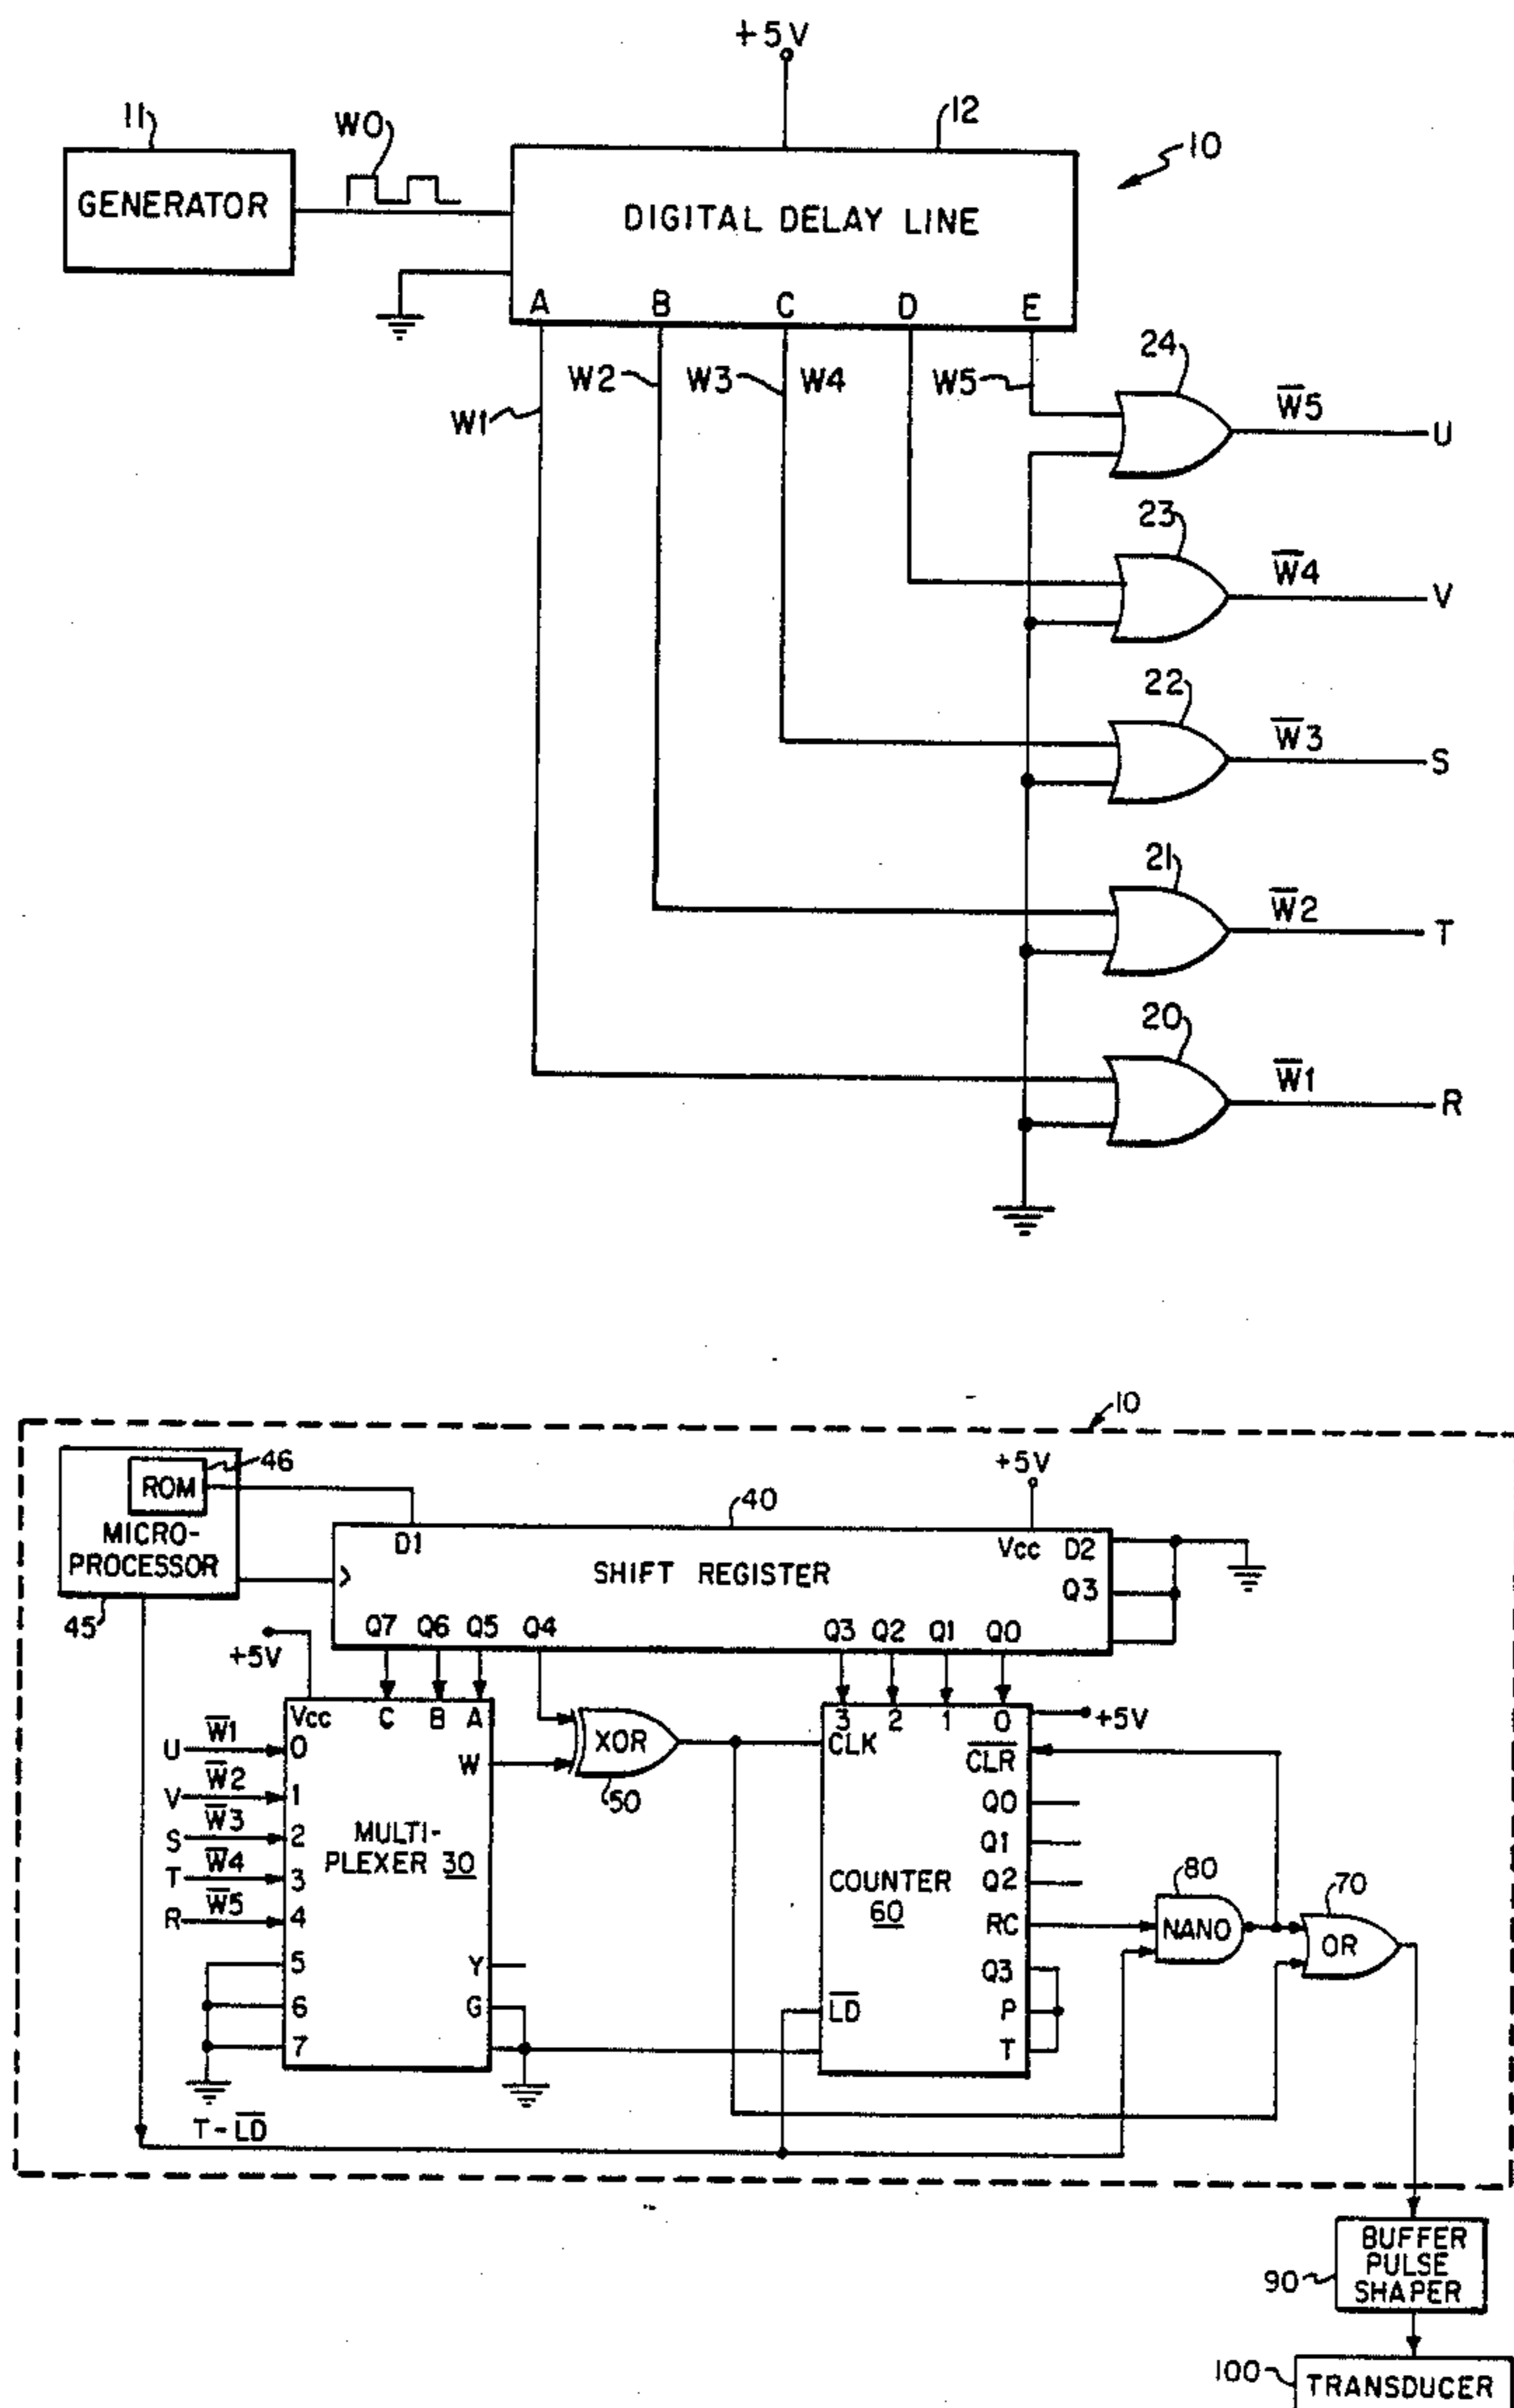 +5V
11
W0
12
10
GENERATOR
DIGITAL DELAY LINE
A B C D E
W1
W2
W3
W4
W5
24
W̅5
U
23
W̅4
V
22
W̅3
S
21
W̅2
T
20
W̅1
R
10
46
ROM
MICRO-
PROCESSOR
45
40
+5V
D1
SHIFT REGISTER
Vcc D2
Q3
Q7 Q6 Q5 Q4 Q3 Q2 Q1 Q0
+5V
Vcc C B A
U W̅1 0
V W̅2 1
S W̅3 2
T W̅4 3
R W̅5 4
5
6
7
MULTI-
PLEXER 30
W
Y
G
XOR
50
3 2 1 0
+5V
CLK
C̅L̅R̅
Q0
Q1
Q2
COUNTER
60
RC
Q3
P
T
L̅D̅
80
NANO
70
OR
T-L̅D̅
BUFFER
PULSE
SHAPER
90
100
TRANSDUCER